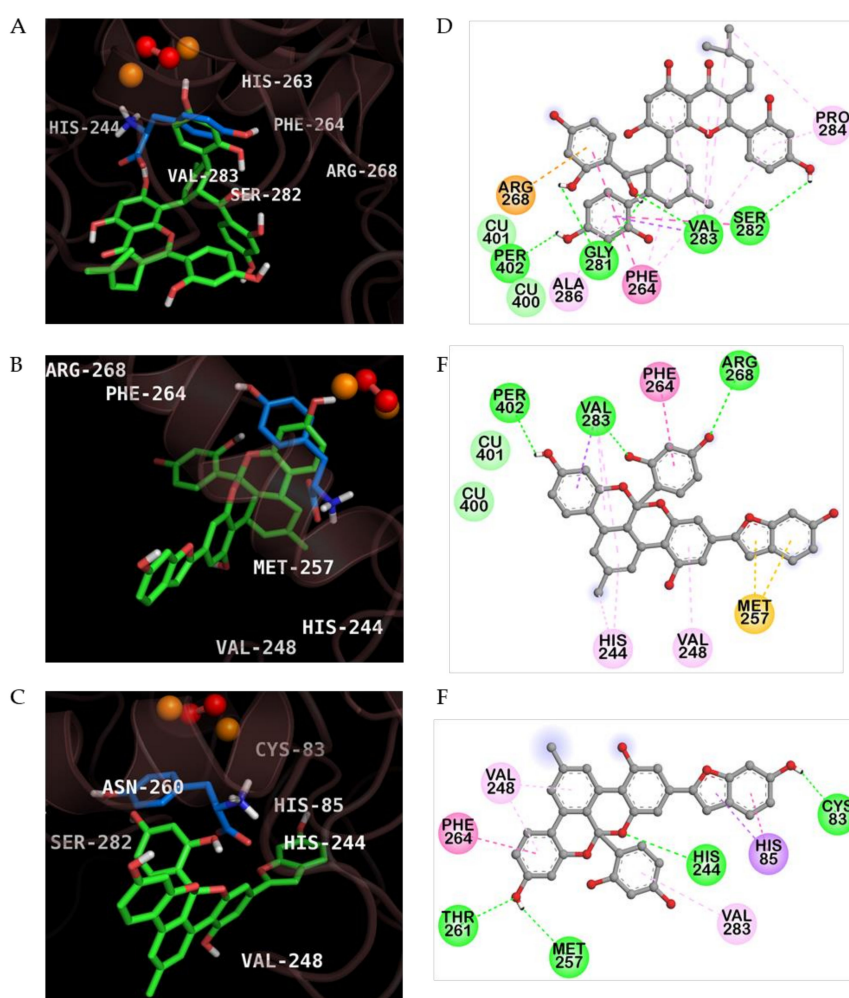 A
HIS-263
HIS-244
PHE-264
VAL-283
ARG-268
SER-282
D
PRO
284
ARG
268
CU
401
PER
402
CU
400
GLY
281
ALA
286
PHE
264
VAL
283
SER
282
B
ARG-268
PHE-264
MET-257
HIS-244
VAL-248
F
PHE
264
ARG
268
PER
402
VAL
283
CU
401
CU
400
MET
257
HIS
244
VAL
248
C
CYS-83
ASN-260
HIS-85
SER-282
HIS-244
VAL-248
F
VAL
248
CYS
83
PHE
264
HIS
85
HIS
244
THR
261
VAL
283
MET
257